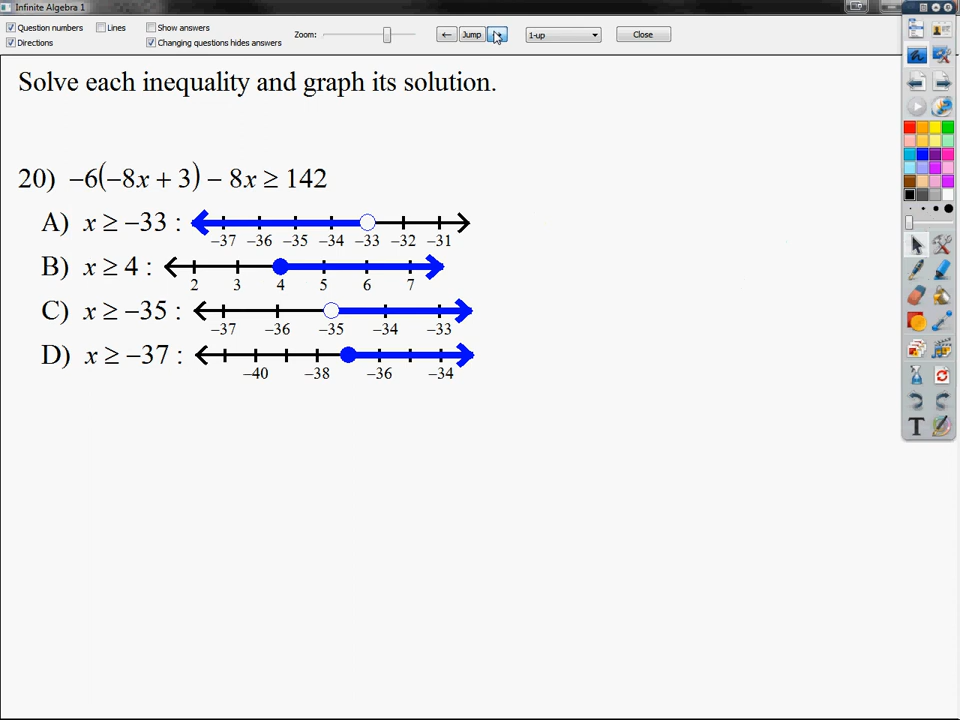 Infinite Algebra 1
Question numbers Lines Show answers
Directions Changing questions hides answers
Zoom: Jump 1-up Close
Solve each inequality and graph its solution.
20) −6(−8x + 3) − 8x ≥ 142
A) x ≥ −33 :
−37 −36 −35 −34 −33 −32 −31
B) x ≥ 4 :
2 3 4 5 6 7
C) x ≥ −35 :
−37 −36 −35 −34 −33
D) x ≥ −37 :
−40 −38 −36 −34
T